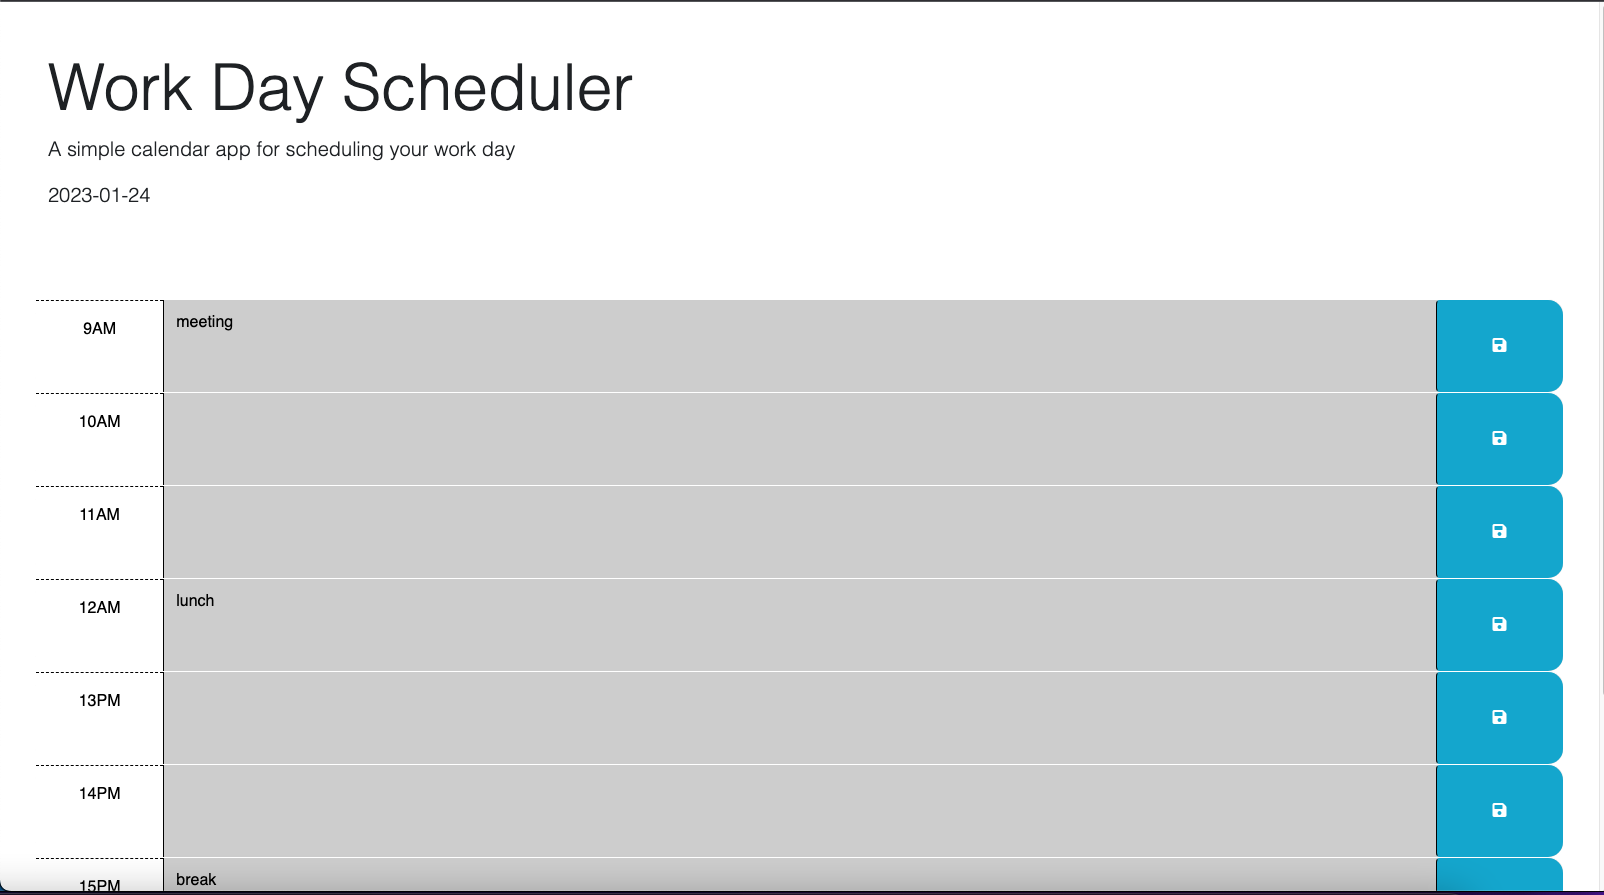 Work Day Scheduler
A simple calendar app for scheduling your work day
2023-01-24
9AM meeting
10AM
11AM
12AM lunch
13PM
14PM
15PM break